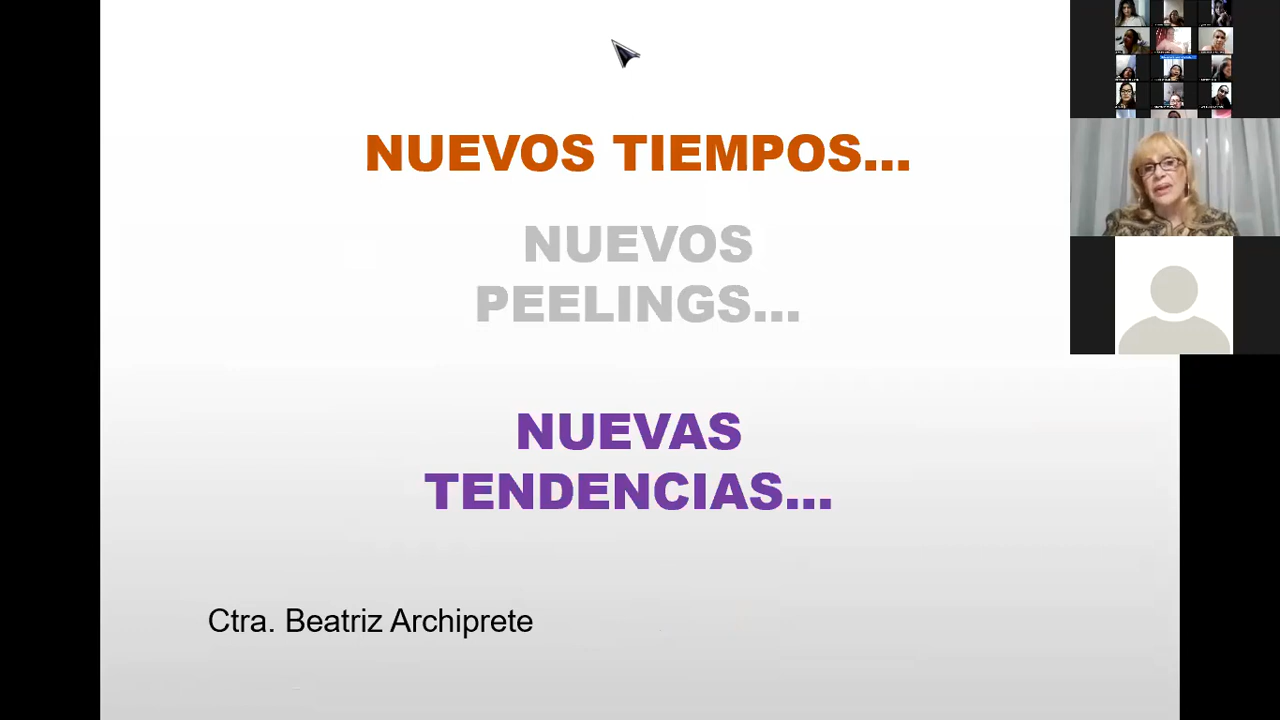 NUEVOS TIEMPOS...
NUEVOS
PEELINGS...
NUEVAS
TENDENCIAS...
Ctra. Beatriz Archiprete